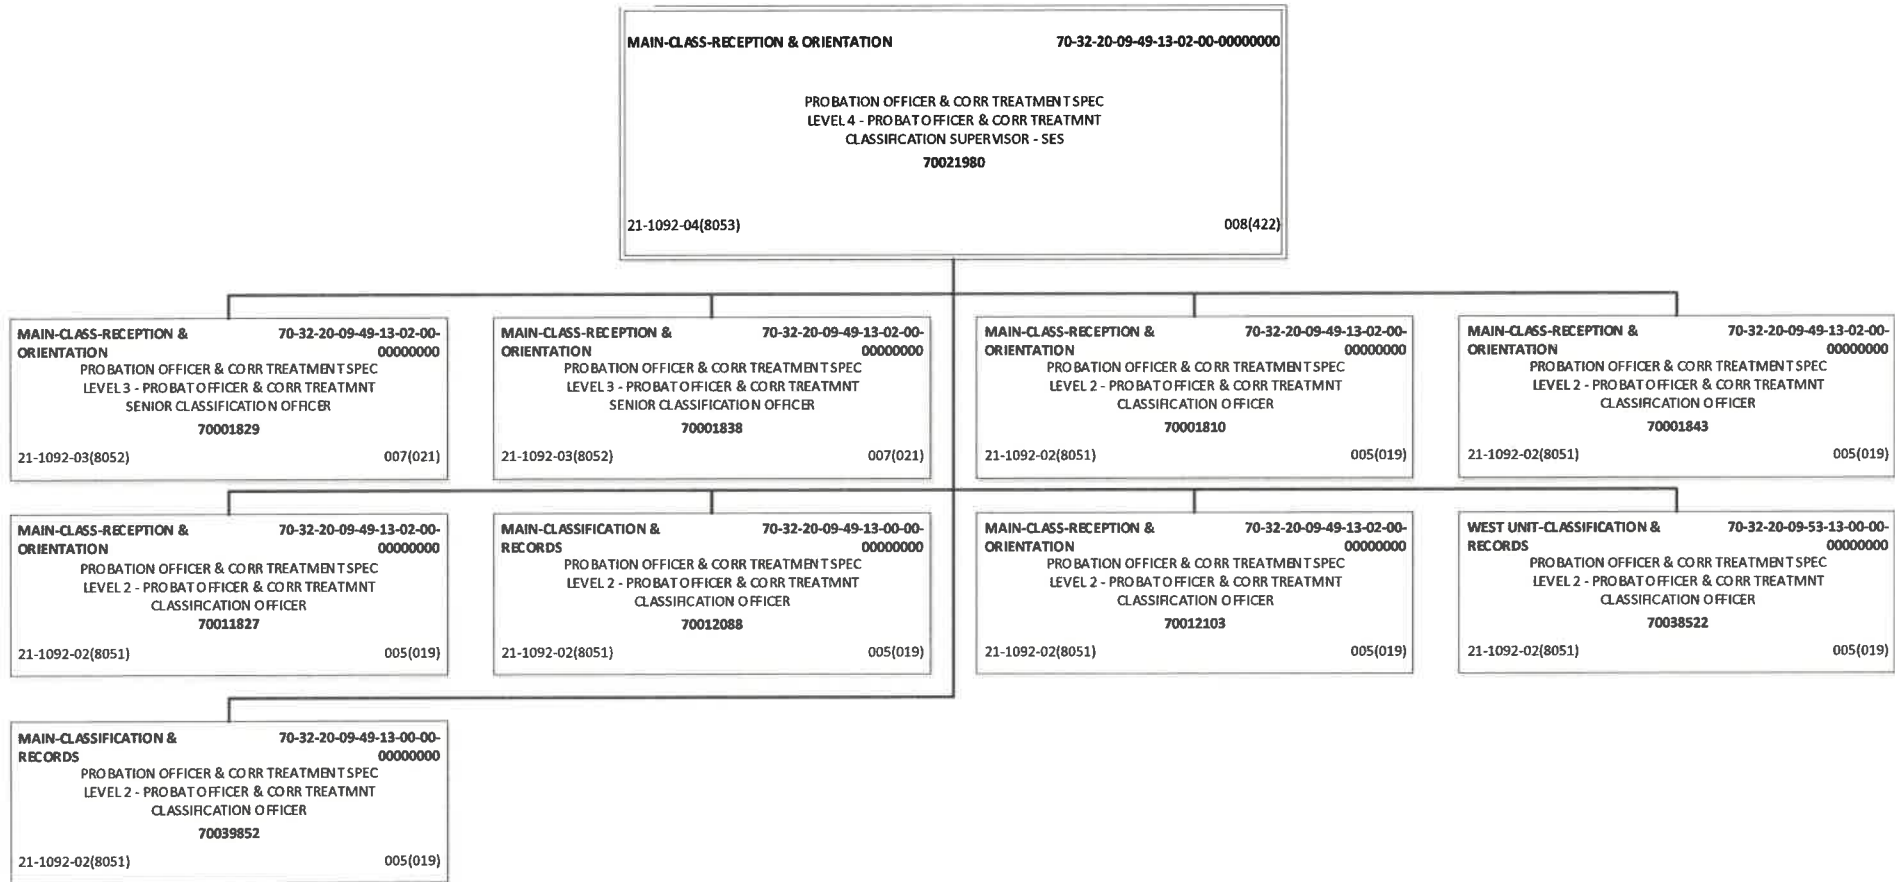 MAIN-CLASS-RECEPTION & ORIENTATION 70-32-20-09-49-13-02-00-00000000
PROBATION OFFICER & CORR TREATMENT SPEC
LEVEL 4 - PROBAT OFFICER & CORR TREATMNT
CLASSIFICATION SUPERVISOR - SES
70021980
21-1092-04(8053) 008(422)
MAIN-CLASS-RECEPTION & 70-32-20-09-49-13-02-00-
ORIENTATION 00000000
PROBATION OFFICER & CORR TREATMENT SPEC
LEVEL 3 - PROBAT OFFICER & CORR TREATMNT
SENIOR CLASSIFICATION OFFICER
70001829
21-1092-03(8052) 007(021)
MAIN-CLASS-RECEPTION & 70-32-20-09-49-13-02-00-
ORIENTATION 00000000
PROBATION OFFICER & CORR TREATMENT SPEC
LEVEL 3 - PROBAT OFFICER & CORR TREATMNT
SENIOR CLASSIFICATION OFFICER
70001838
21-1092-03(8052) 007(021)
MAIN-CLASS-RECEPTION & 70-32-20-09-49-13-02-00-
ORIENTATION 00000000
PROBATION OFFICER & CORR TREATMENT SPEC
LEVEL 2 - PROBAT OFFICER & CORR TREATMNT
CLASSIFICATION OFFICER
70001810
21-1092-02(8051) 005(019)
MAIN-CLASS-RECEPTION & 70-32-20-09-49-13-02-00-
ORIENTATION 00000000
PROBATION OFFICER & CORR TREATMENT SPEC
LEVEL 2 - PROBAT OFFICER & CORR TREATMNT
CLASSIFICATION OFFICER
70001843
21-1092-02(8051) 005(019)
MAIN-CLASS-RECEPTION & 70-32-20-09-49-13-02-00-
ORIENTATION 00000000
PROBATION OFFICER & CORR TREATMENT SPEC
LEVEL 2 - PROBAT OFFICER & CORR TREATMNT
CLASSIFICATION OFFICER
70011827
21-1092-02(8051) 005(019)
MAIN-CLASSIFICATION & 70-32-20-09-49-13-00-00-
RECORDS 00000000
PROBATION OFFICER & CORR TREATMENT SPEC
LEVEL 2 - PROBAT OFFICER & CORR TREATMNT
CLASSIFICATION OFFICER
70012088
21-1092-02(8051) 005(019)
MAIN-CLASS-RECEPTION & 70-32-20-09-49-13-02-00-
ORIENTATION 00000000
PROBATION OFFICER & CORR TREATMENT SPEC
LEVEL 2 - PROBAT OFFICER & CORR TREATMNT
CLASSIFICATION OFFICER
70012103
21-1092-02(8051) 005(019)
WEST UNIT-CLASSIFICATION & 70-32-20-09-53-13-00-00-
RECORDS 00000000
PROBATION OFFICER & CORR TREATMENT SPEC
LEVEL 2 - PROBAT OFFICER & CORR TREATMNT
CLASSIFICATION OFFICER
70038522
21-1092-02(8051) 005(019)
MAIN-CLASSIFICATION & 70-32-20-09-49-13-00-00-
RECORDS 00000000
PROBATION OFFICER & CORR TREATMENT SPEC
LEVEL 2 - PROBAT OFFICER & CORR TREATMNT
CLASSIFICATION OFFICER
70039852
21-1092-02(8051) 005(019)